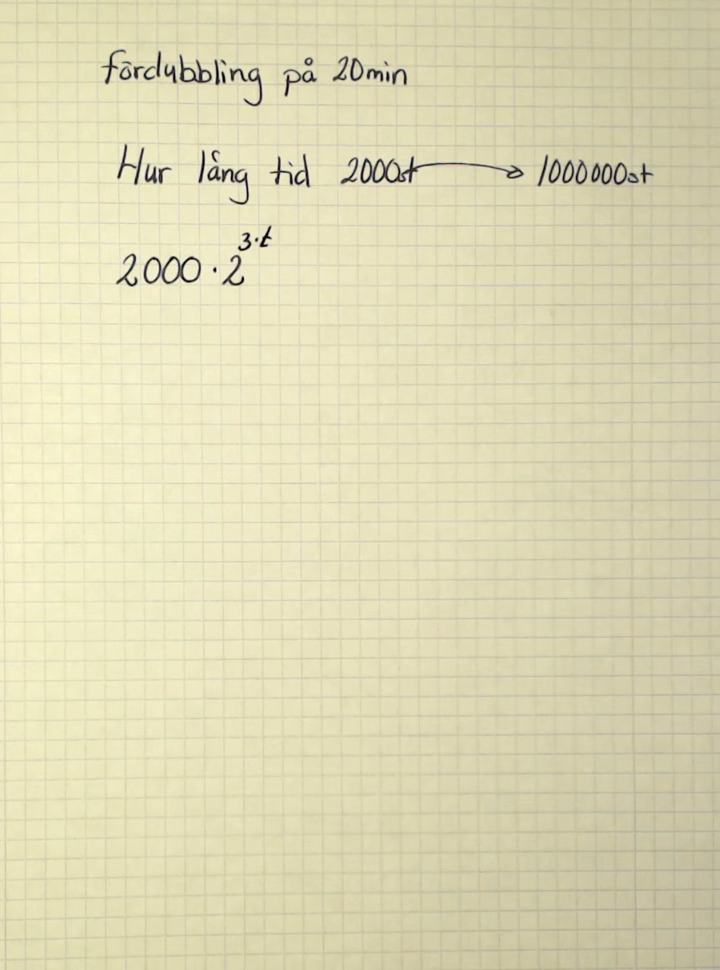 fördubbling på 20min
Hur lång tid 2000st → 1000000st
2000 · 2^3·t